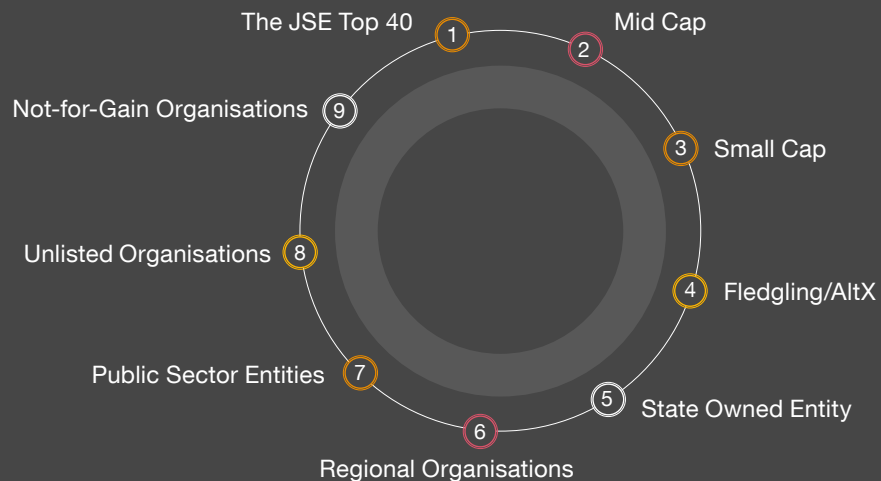 The JSE Top 40
1
2
Mid Cap
3
Small Cap
4
Fledgling/AltX
5
State Owned Entity
6
Regional Organisations
7
Public Sector Entities
8
Unlisted Organisations
9
Not-for-Gain Organisations